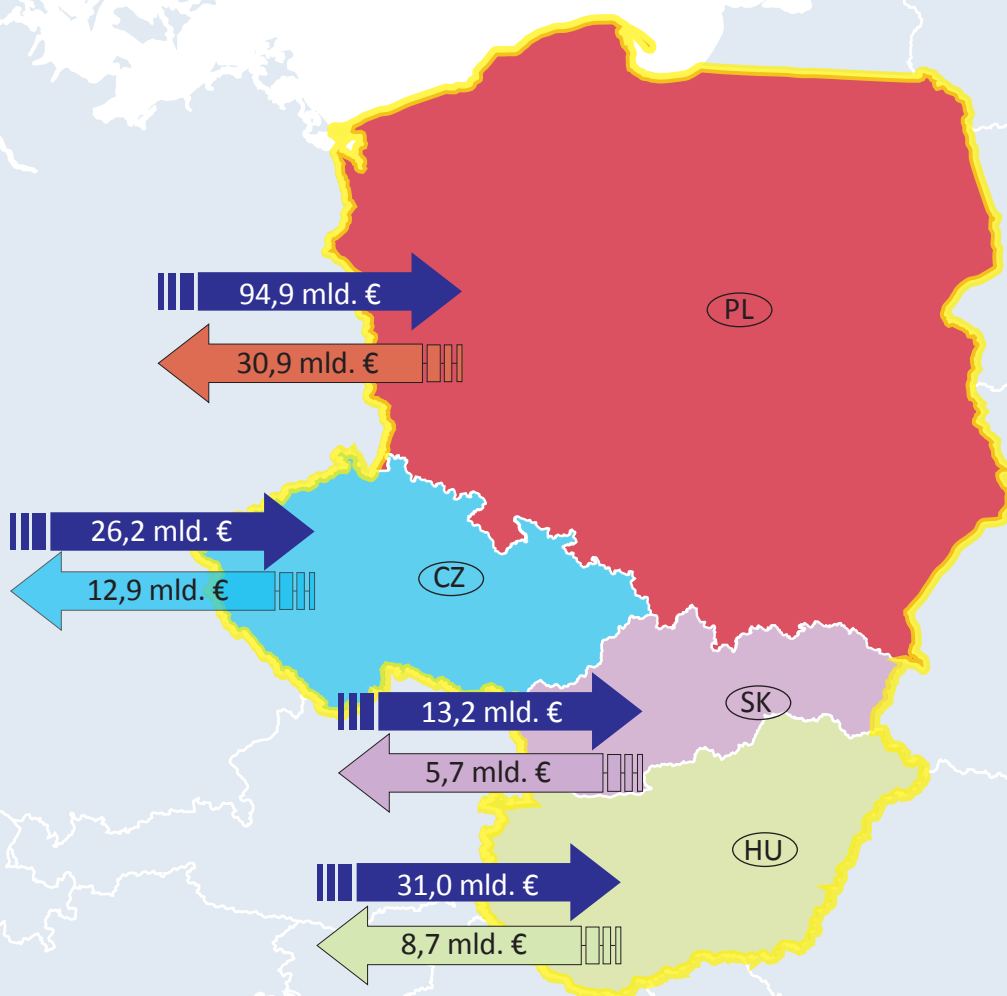 94,9 mld. €
PL
30,9 mld. €
26,2 mld. €
CZ
12,9 mld. €
SK
13,2 mld. €
5,7 mld. €
HU
31,0 mld. €
8,7 mld. €